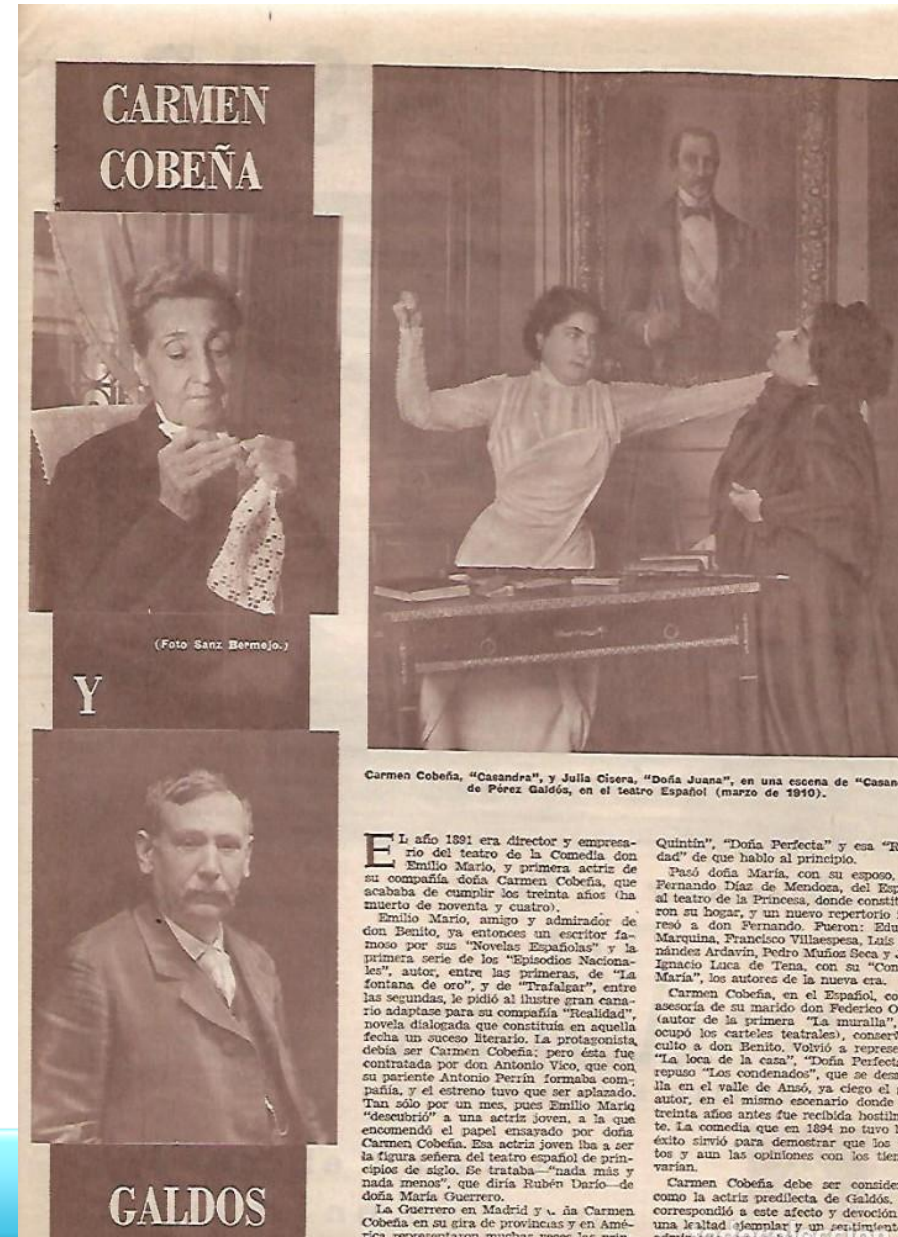 CARMEN
COBEÑA
(Foto Sanz Bermejo.)
Y
GALDOS
Carmen Cobeña, "Casandra", y Julia Cisera, "Doña Juana", en una escena de "Casan
de Pérez Galdós, en el teatro Español (marzo de 1910).
EL año 1891 era director y empresa-
rio del teatro de la Comedia don
Emilio Mario, y primera actriz de
su compañía doña Carmen Cobeña, que
acababa de cumplir los treinta años (ha
muerto de noventa y cuatro).
Emilio Mario, amigo y admirador de
don Benito, ya entonces un escritor fa-
moso por sus "Novelas Españolas" y la
primera serie de los "Episodios Naciona-
les", autor, entre las primeras, de "La
fontana de oro", y de "Trafalgar", entre
las segundas, le pidió al ilustre gran cana-
rio adaptase para su compañía "Realidad",
novela dialogada que constituía en aquella
fecha un suceso literario. La protagonista
debía ser Carmen Cobeña; pero ésta fue
contratada por don Antonio Vico, que con
su pariente Antonio Perrín formaba com-
pañía, y el estreno tuvo que ser aplazado.
Tan sólo por un mes, pues Emilio Mario
"descubrió" a una actriz joven, a la que
encomendó el papel ensayado por doña
Carmen Cobeña. Esa actriz joven iba a ser
la figura señera del teatro español de prin-
cipios de siglo. Se trataba—"nada más y
nada menos", que diría Rubén Darío—de
doña María Guerrero.
La Guerrero en Madrid y ña Carmen
Cobeña en su gira de provincias y en Amé-
rica representaron muchas veces las prin-
Quintín", "Doña Perfecta" y esa "R
dad" de que hablo al principio.
Pasó doña María, con su esposo,
Fernando Díaz de Mendoza, del Esp
al teatro de la Princesa, donde constit
ron su hogar, y un nuevo repertorio
resó a don Fernando. Fueron: Edu
Marquina, Francisco Villaespesa, Luis
nández Ardavín, Pedro Muñoz Seca y
Ignacio Luca de Tena, con su "Con
María", los autores de la nueva era.
Carmen Cobeña, en el Español, co
asesoría de su marido don Federico O
(autor de la primera "La muralla",
ocupó los carteles teatrales), conserv
culto a don Benito. Volvió a represe
"La loca de la casa", "Doña Perfect
repuso "Los condenados", que se desa
lla en el valle de Ansó, ya ciego el
autor, en el mismo escenario donde
treinta años antes fue recibida hostiln
te. La comedia que en 1894 no tuvo
éxito sirvió para demostrar que los
tos y aun las opiniones con los tien
varían.
Carmen Cobeña debe ser consider
como la actriz predilecta de Galdós.
correspondió a este afecto y devoción
una lealtad ejemplar y un sentimient